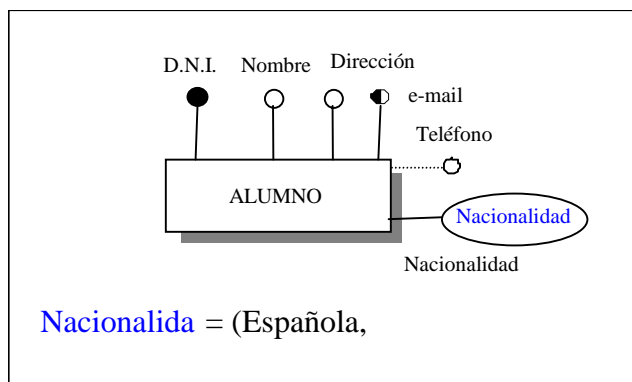 D.N.I. Nombre Dirección
e-mail
Teléfono
ALUMNO
Nacionalidad
Nacionalidad
Nacionalida = (Española,